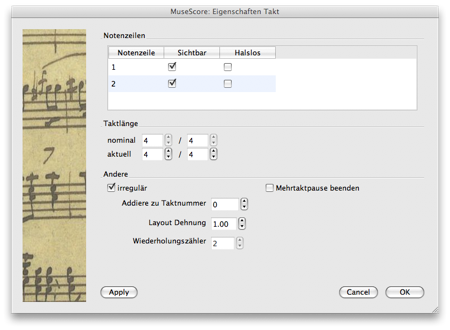 MuseScore: Eigenschaften Takt
Notenzeilen
Notenzeile Sichtbar Halslos
1
2
Taktlänge
nominal 4 / 4
aktuell 4 / 4
Andere
irregulär Mehrtaktpause beenden
Addiere zu Taktnummer 0
Layout Dehnung 1.00
Wiederholungszähler 2
Apply Cancel OK